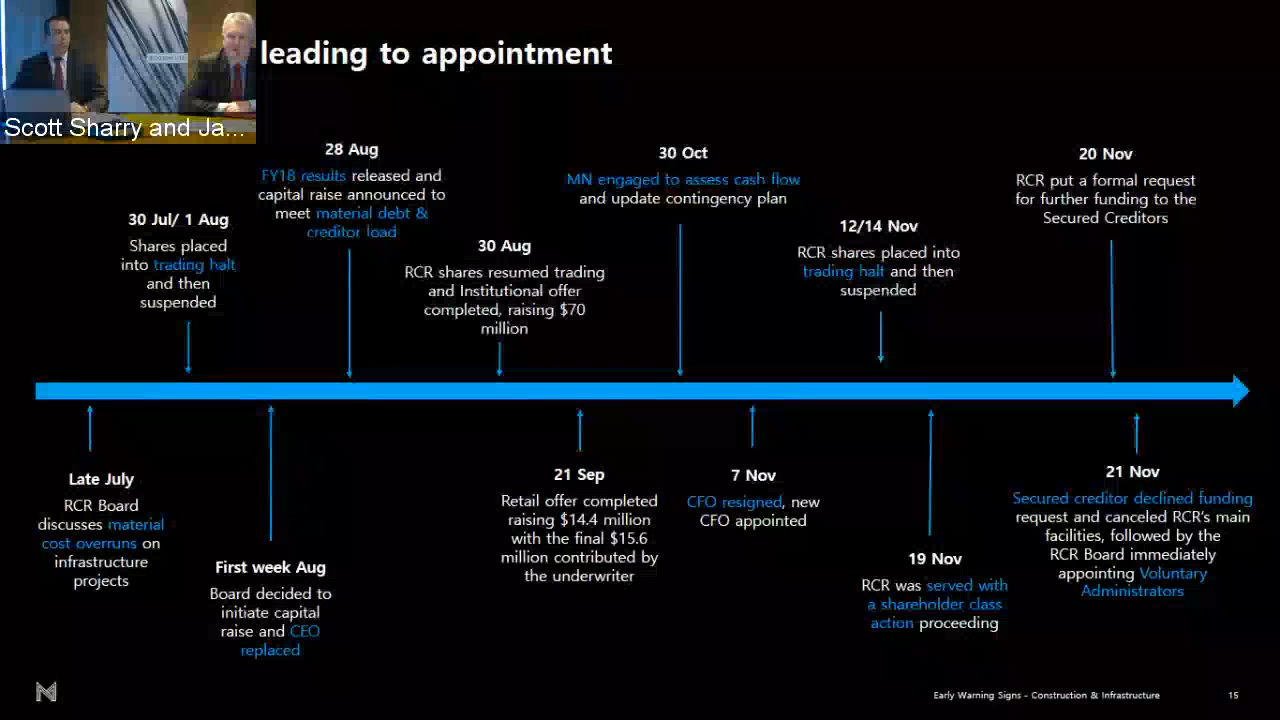 leading to appointment
Scott Sharry and Ja...
30 Jul/ 1 Aug
Shares placed
into trading halt
and then
suspended
28 Aug
FY18 results released and
capital raise announced to
meet material debt &
creditor load
30 Aug
RCR shares resumed trading
and Institutional offer
completed, raising $70
million
30 Oct
MN engaged to assess cash flow
and update contingency plan
12/14 Nov
RCR shares placed into
trading halt and then
suspended
20 Nov
RCR put a formal request
for further funding to the
Secured Creditors
Late July
RCR Board
discusses material
cost overruns on
infrastructure
projects
First week Aug
Board decided to
initiate capital
raise and CEO
replaced
21 Sep
Retail offer completed
raising $14.4 million
with the final $15.6
million contributed by
the underwriter
7 Nov
CFO resigned, new
CFO appointed
19 Nov
RCR was served with
a shareholder class
action proceeding
21 Nov
Secured creditor declined funding
request and canceled RCR's main
facilities, followed by the
RCR Board immediately
appointing Voluntary
Administrators
Early Warning Signs - Construction & Infrastructure
15